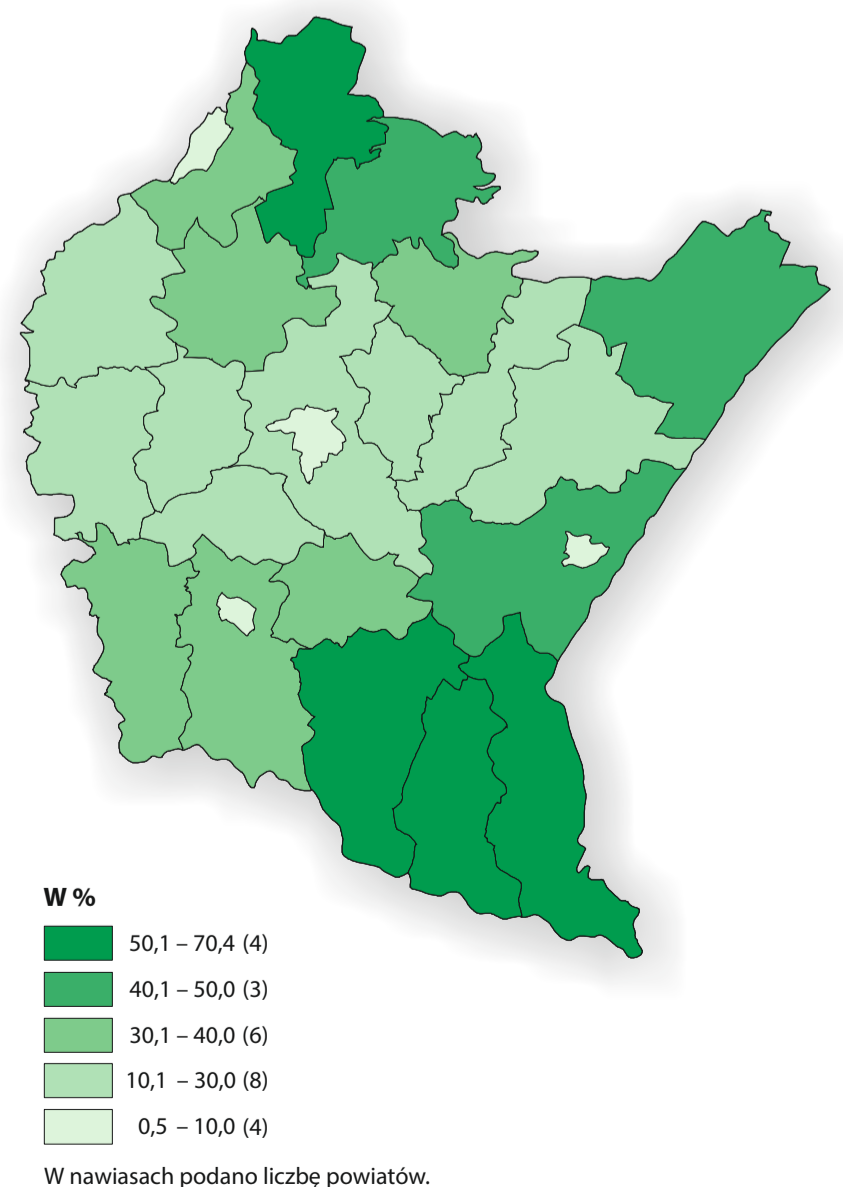 W %
50,1 – 70,4 (4)
40,1 – 50,0 (3)
30,1 – 40,0 (6)
10,1 – 30,0 (8)
0,5 – 10,0 (4)
W nawiasach podano liczbę powiatów.